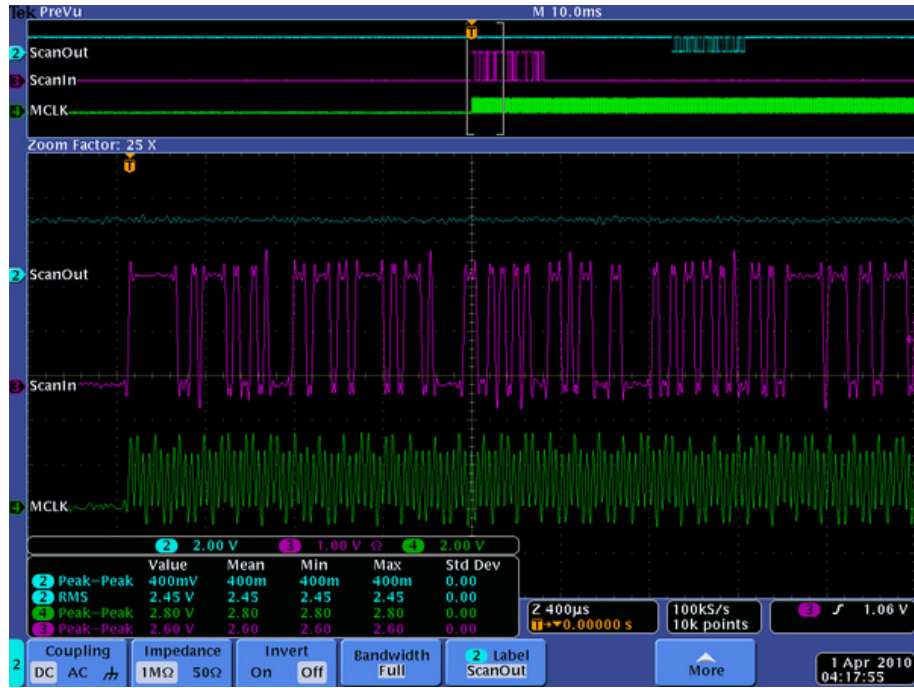 Tek PreVu M 10.0ms
T
2 ScanOut
3 ScanIn
4 MCLK
Zoom Factor: 25 X
T
2 ScanOut
3 ScanIn
4 MCLK
2 2.00 V 3 1.00 V Ω 4 2.00 V
Value Mean Min Max Std Dev
2 Peak-Peak 400mV 400m 400m 400m 0.00
2 RMS 2.45 V 2.45 2.45 2.45 0.00
4 Peak-Peak 2.80 V 2.80 2.80 2.80 0.00
3 Peak-Peak 2.60 V 2.60 2.60 2.60 0.00
Z 400µs
T→▼0.00000 s
100kS/s
10k points
3 1.06 V
2
Coupling
DC AC
Impedance
1MΩ 50Ω
Invert
On Off
Bandwidth
Full
2 Label
ScanOut
More
1 Apr 2010
04:17:55